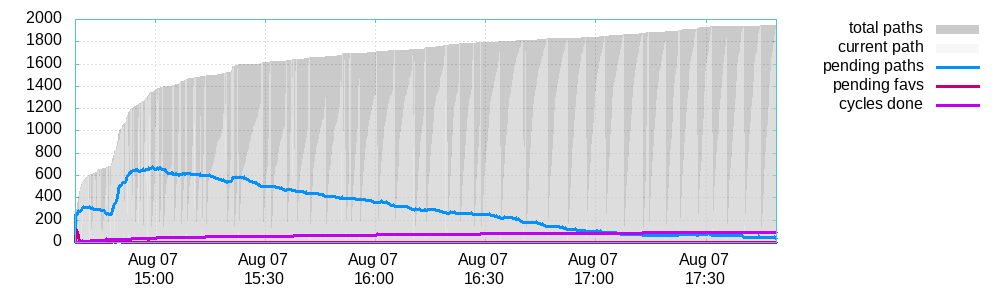 2000
1800
1600
1400
1200
1000
800
600
400
200
0
Aug 07 Aug 07 Aug 07 Aug 07 Aug 07 Aug 07
15:00 15:30 16:00 16:30 17:00 17:30
total paths
current path
pending paths
pending favs
cycles done